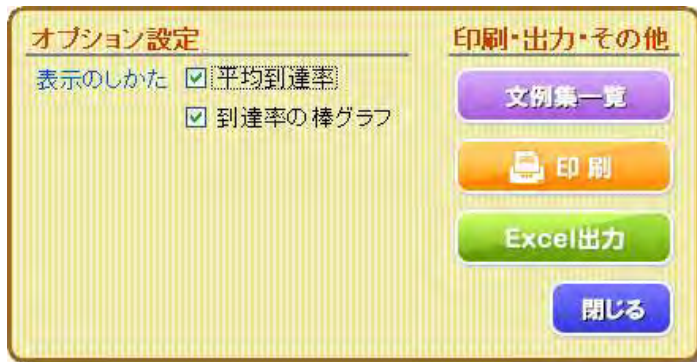 オプション設定
表示のしかた 平均到達率
到達率の棒グラフ
印刷・出力・その他
文例集一覧
印刷
Excel出力
閉じる